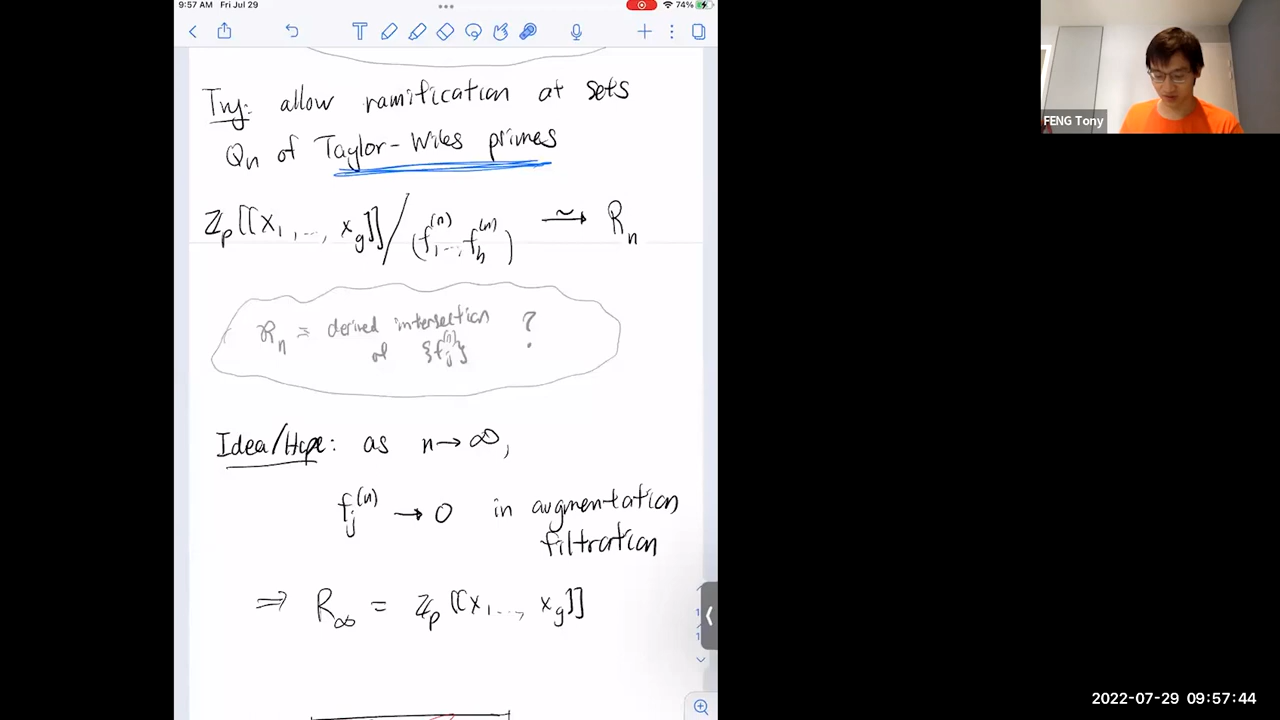 9:57 AM Fri Jul 29
74%
Try: allow ramification at sets
Qn of Taylor-Wiles primes
ℤp[[x1, ..., xg]]/(f1^(n), ..., fh^(n)) ⥲ Rn
Rn = derived intersection
of {fj^(n)} ?
Idea/Hope: as n→∞,
fj^(n) → 0 in augmentation
filtration
⇒ R∞ = ℤp[[x1, ..., xg]]
FENG Tony
2022-07-29 09:57:44